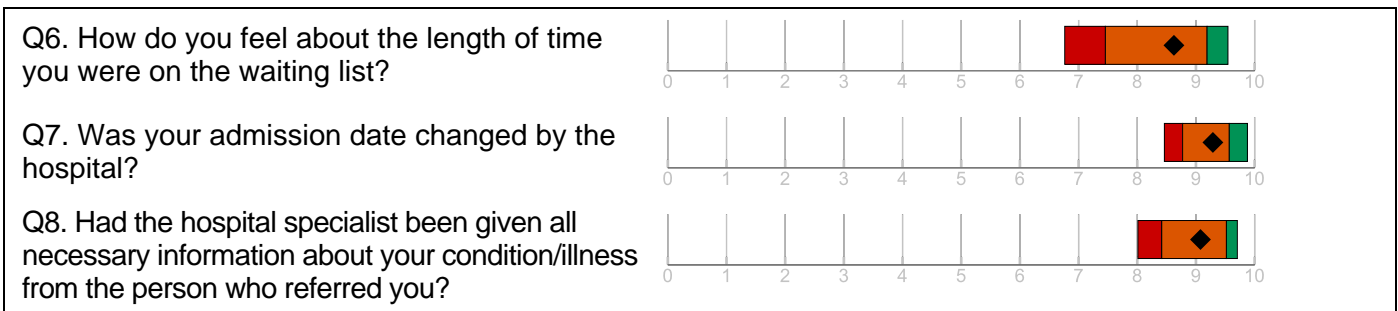 Q6. How do you feel about the length of time
you were on the waiting list?
0 1 2 3 4 5 6 7 8 9 10
Q7. Was your admission date changed by the
hospital?
0 1 2 3 4 5 6 7 8 9 10
Q8. Had the hospital specialist been given all
necessary information about your condition/illness
from the person who referred you?
0 1 2 3 4 5 6 7 8 9 10